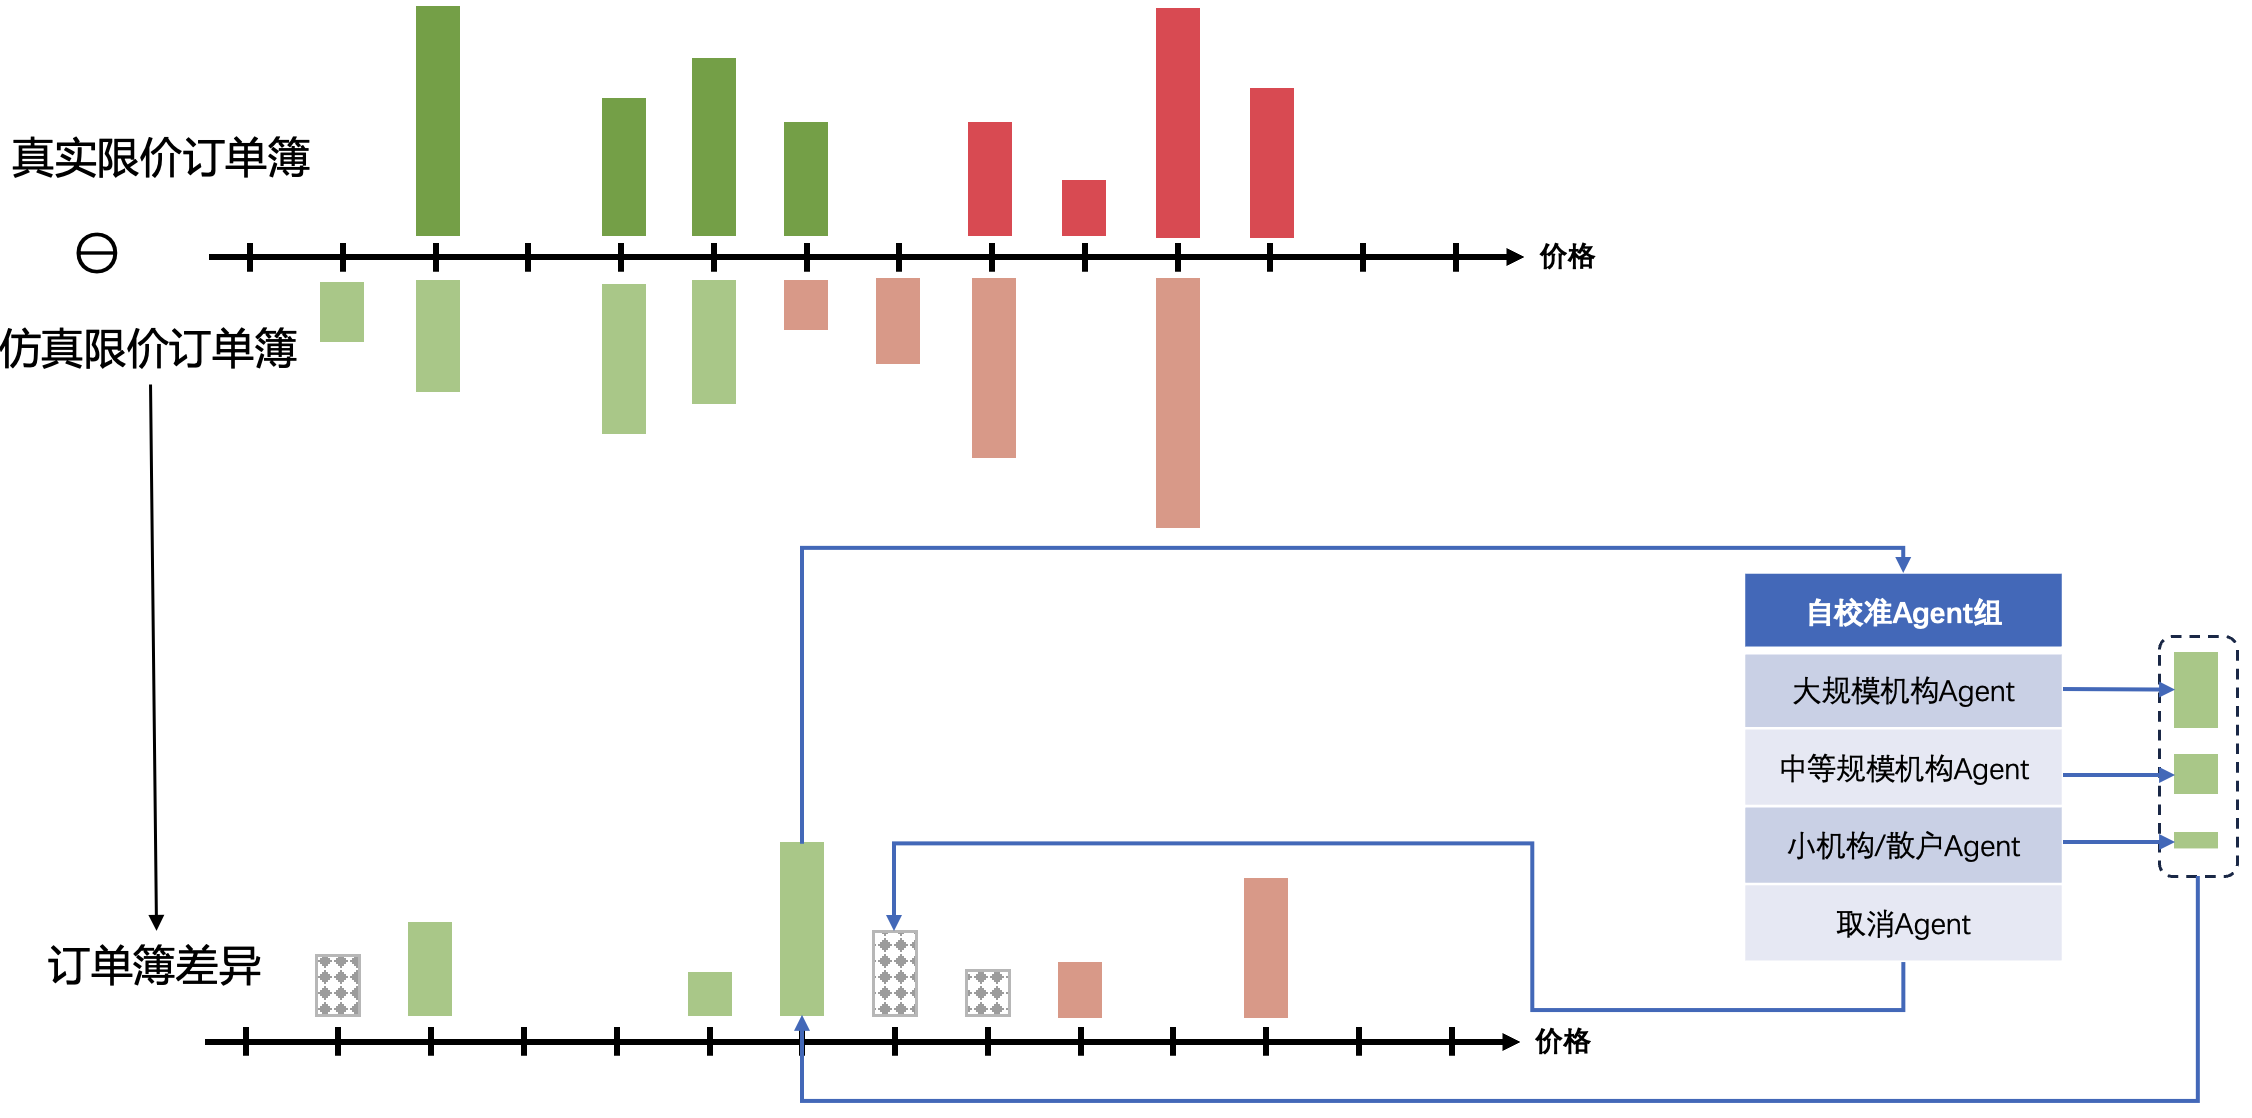 真实限价订单簿
价格
仿真限价订单簿
自校准Agent组
大规模机构Agent
中等规模机构Agent
小机构/散户Agent
取消Agent
订单簿差异
价格